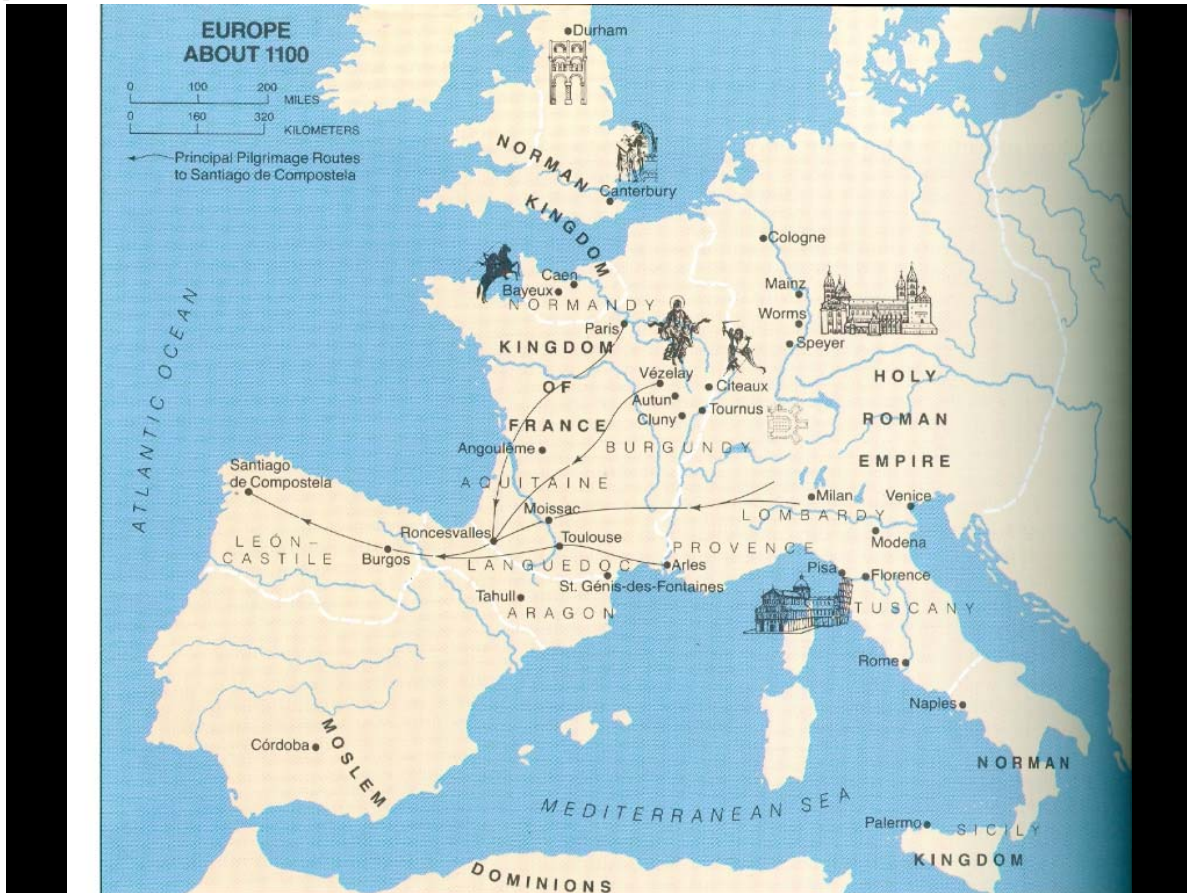 EUROPE
ABOUT 1100
0 100 200
MILES
0 160 320
KILOMETERS
Principal Pilgrimage Routes
to Santiago de Compostela
ATLANTIC OCEAN
Durham
NORMAN
Canterbury
KINGDOM
Cologne
Caen
Bayeux
NORMANDY
Mainz
Worms
Paris
Speyer
KINGDOM
OF
FRANCE
Vézelay
Citeaux
Autun
Cluny
Tournus
HOLY
ROMAN
EMPIRE
Angoulême
BURGUNDY
AQUITAINE
Santiago
de Compostela
Milan
Venice
LOMBARDY
Moissac
Roncesvalles
Toulouse
PROVENCE
Modena
LEÓN-
CASTILE
Burgos
LANGUEDOC
Arles
Pisa
Florence
St. Génis-des-Fontaines
Tahull
ARAGON
TUSCANY
Rome
Naples
Córdoba
MOSLEM
NORMAN
MEDITERRANEAN SEA
Palermo
SICILY
KINGDOM
DOMINIONS